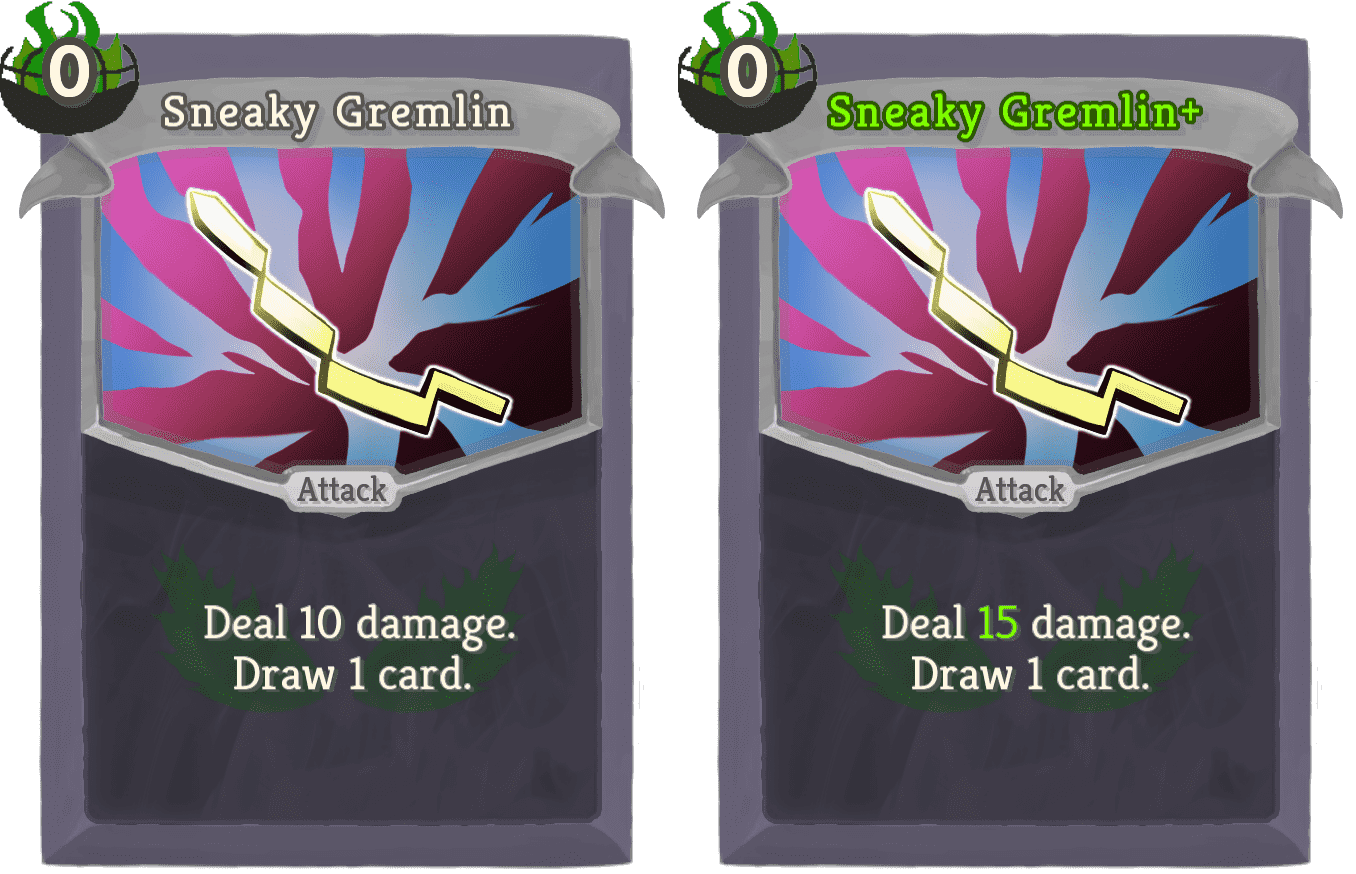 0
Sneaky Gremlin
Attack
Deal 10 damage.
Draw 1 card.
0
Sneaky Gremlin+
Attack
Deal 15 damage.
Draw 1 card.